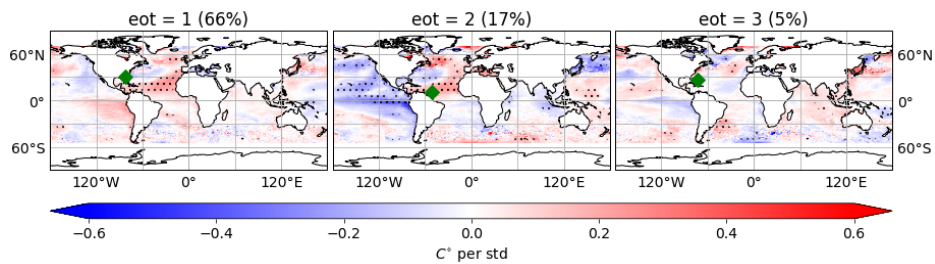 eot = 1 (66%) eot = 2 (17%) eot = 3 (5%)
60°N 60°N
0° 0°
60°S 60°S
120°W 0° 120°E 120°W 0° 120°E 120°W 0° 120°E
−0.6 −0.4 −0.2 0.0 0.2 0.4 0.6
C° per std